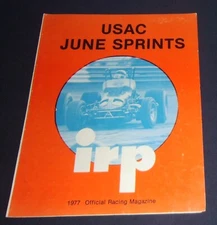 USAC
JUNE SPRINTS
irp
1977 Official Racing Magazine